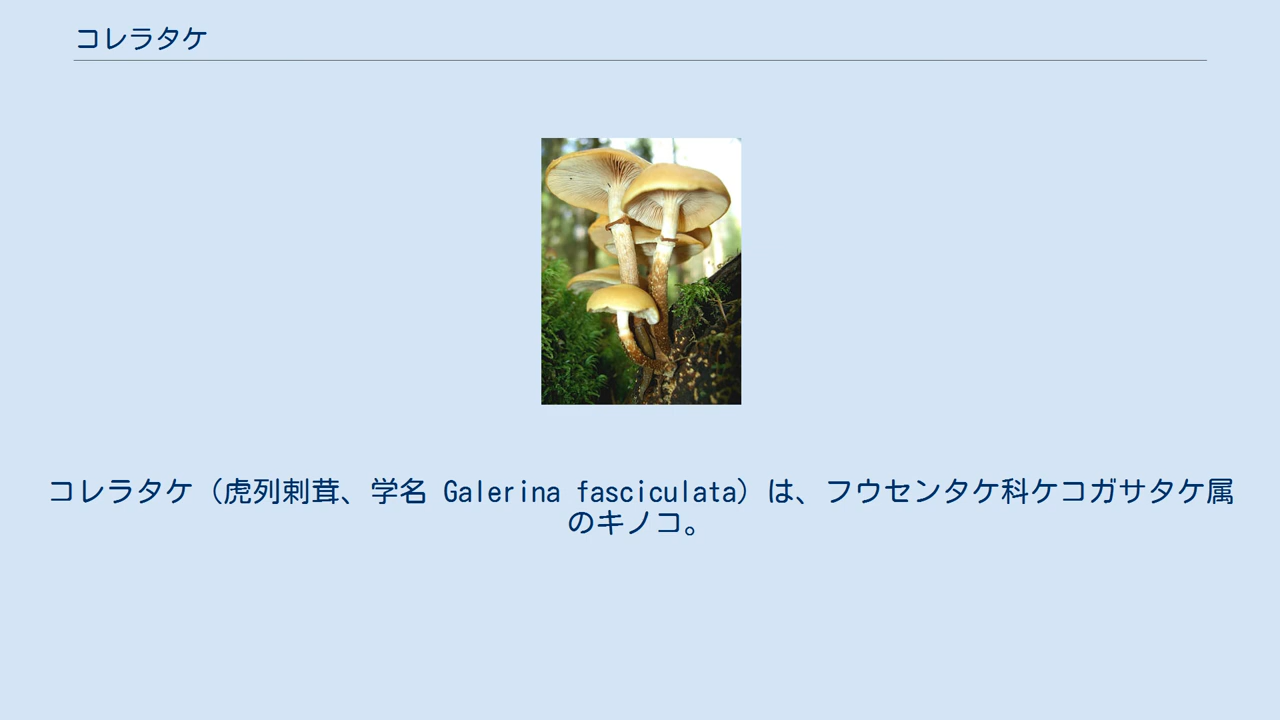 コレラタケ
コレラタケ（虎列剌茸、学名 Galerina fasciculata）は、フウセンタケ科ケコガサタケ属
のキノコ。